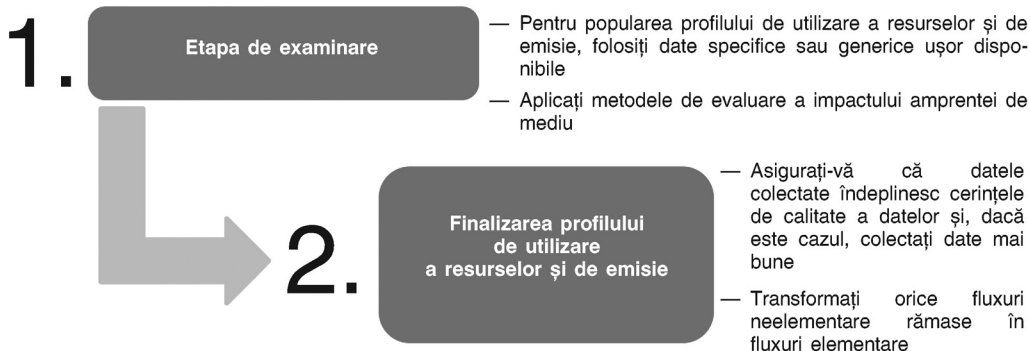 1.
Etapa de examinare
— Pentru popularea profilului de utilizare a resurselor și de
emisie, folosiți date specifice sau generice ușor dispo-
nibile
— Aplicați metodele de evaluare a impactului amprentei de
mediu
2.
Finalizarea profilului
de utilizare
a resurselor și de emisie
— Asigurați-vă că datele
colectate îndeplinesc cerințele
de calitate a datelor și, dacă
este cazul, colectați date mai
bune
— Transformați orice fluxuri
neelementare rămase în
fluxuri elementare